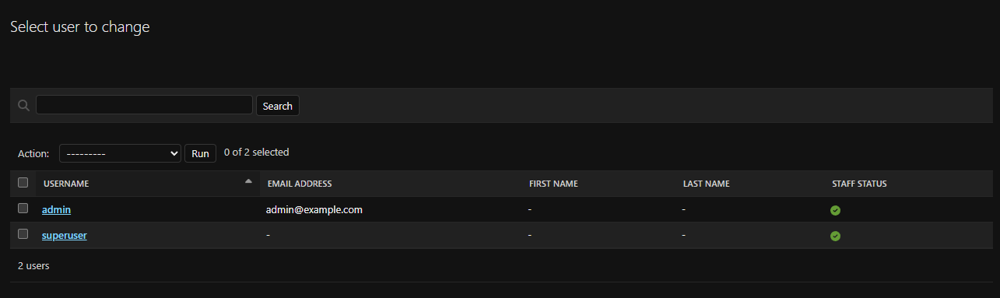 Select user to change
Search
Action: --------- Run 0 of 2 selected
USERNAME EMAIL ADDRESS FIRST NAME LAST NAME STAFF STATUS
admin admin@example.com - -
superuser - - -
2 users